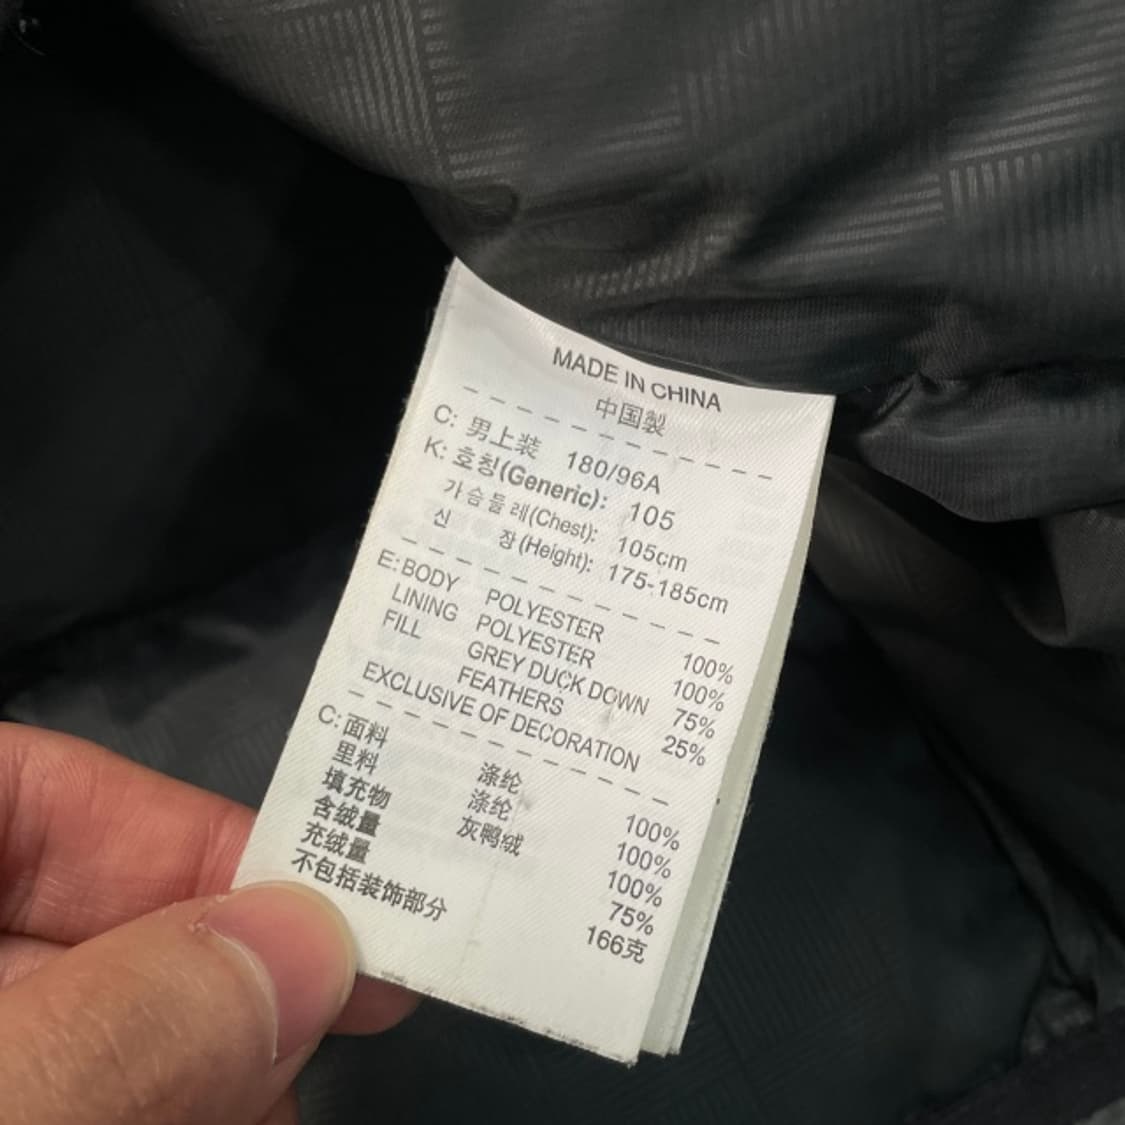 MADE IN CHINA
中国製
C: 男上装 180/96A
K: 호칭(Generic): 105
가슴둘레(Chest): 105cm
신 장(Height): 175-185cm
E: BODY POLYESTER 100%
LINING POLYESTER 100%
FILL GREY DUCK DOWN 75%
FEATHERS 25%
EXCLUSIVE OF DECORATION
C: 面料 涤纶 100%
里料 涤纶 100%
填充物 灰鸭绒 100%
含绒量 75%
充绒量 166克
不包括装饰部分